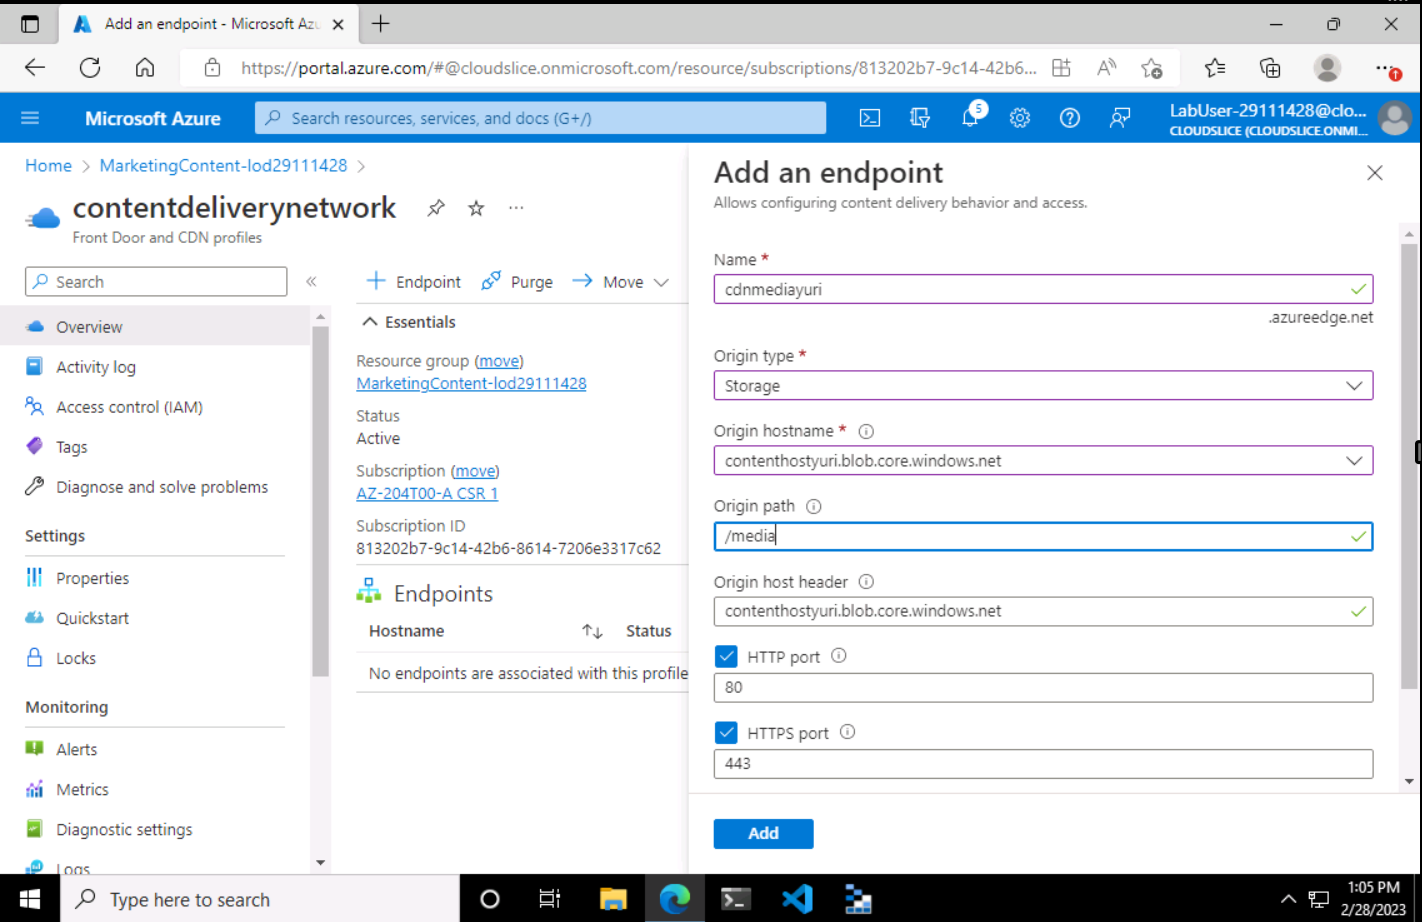 Add an endpoint - Microsoft Azu
https://portal.azure.com/#@cloudslice.onmicrosoft.com/resource/subscriptions/813202b7-9c14-42b6...
Microsoft Azure
Search resources, services, and docs (G+/)
5
LabUser-29111428@clo...
CLOUDSLICE (CLOUDSLICE.ONMI...
Home > MarketingContent-lod29111428 >
contentdeliverynetwork
...
Front Door and CDN profiles
Search
«
Overview
Activity log
Access control (IAM)
Tags
Diagnose and solve problems
Settings
Properties
Quickstart
Locks
Monitoring
Alerts
Metrics
Diagnostic settings
Logs
Endpoint
Purge
Move
Essentials
Resource group (move)
MarketingContent-lod29111428
Status
Active
Subscription (move)
AZ-204T00-A CSR 1
Subscription ID
813202b7-9c14-42b6-8614-7206e3317c62
Endpoints
Hostname
Status
No endpoints are associated with this profile
Add an endpoint
Allows configuring content delivery behavior and access.
Name *
cdnmediayuri
.azureedge.net
Origin type *
Storage
Origin hostname *
contenthostyuri.blob.core.windows.net
Origin path
/media
Origin host header
contenthostyuri.blob.core.windows.net
HTTP port
80
HTTPS port
443
Add
Type here to search
1:05 PM
2/28/2023